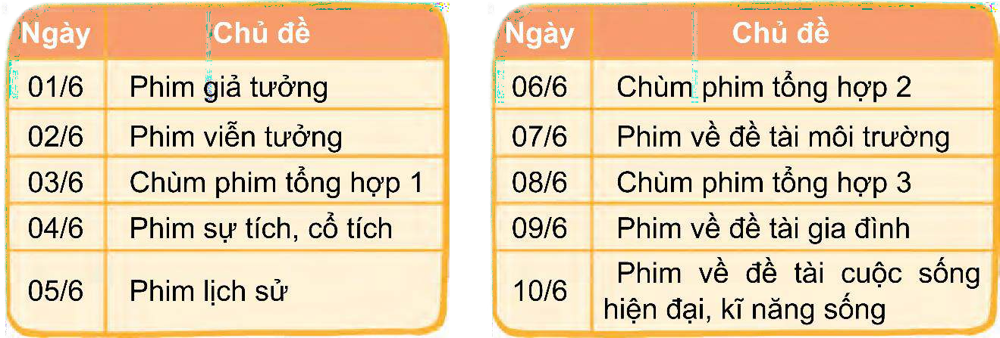 Ngày Chủ đề
01/6 Phim giả tưởng
02/6 Phim viễn tưởng
03/6 Chùm phim tổng hợp 1
04/6 Phim sự tích, cổ tích
05/6 Phim lịch sử
Ngày Chủ đề
06/6 Chùm phim tổng hợp 2
07/6 Phim về đề tài môi trường
08/6 Chùm phim tổng hợp 3
09/6 Phim về đề tài gia đình
10/6 Phim về đề tài cuộc sống
hiện đại, kĩ năng sống